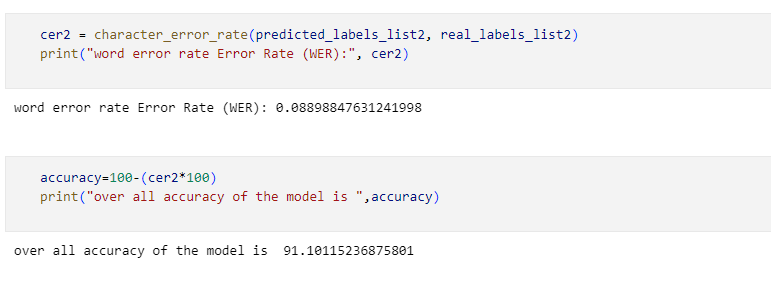 cer2 = character_error_rate(predicted_labels_list2, real_labels_list2)
print("word error rate Error Rate (WER):", cer2)
word error rate Error Rate (WER): 0.08898847631241998
accuracy=100-(cer2*100)
print("over all accuracy of the model is ",accuracy)
over all accuracy of the model is  91.10115236875801